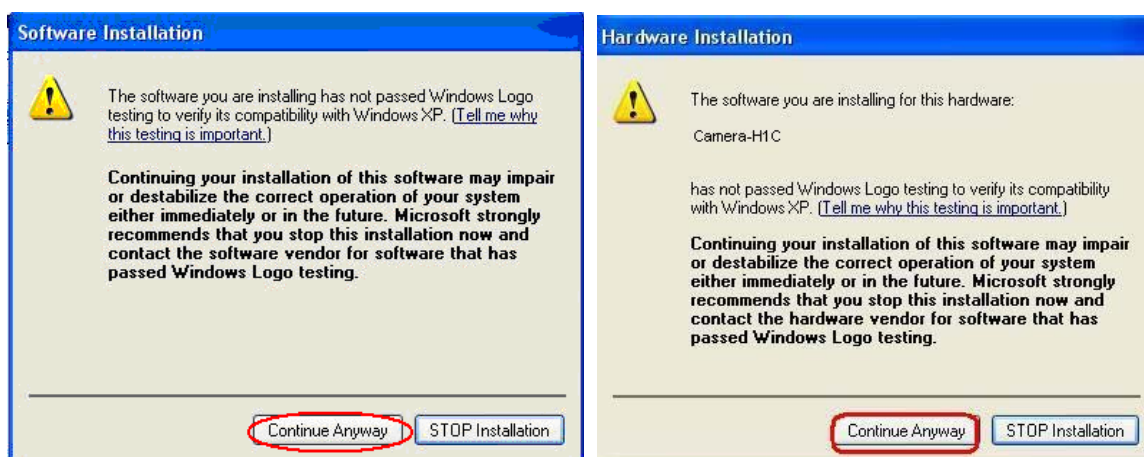 Software Installation
The software you are installing has not passed Windows Logo
testing to verify its compatibility with Windows XP. (Tell me why
this testing is important.)
Continuing your installation of this software may impair
or destabilize the correct operation of your system
either immediately or in the future. Microsoft strongly
recommends that you stop this installation now and
contact the software vendor for software that has
passed Windows Logo testing.
Continue Anyway
STOP Installation
Hardware Installation
The software you are installing for this hardware:
Camera-H1C
has not passed Windows Logo testing to verify its compatibility
with Windows XP. (Tell me why this testing is important.)
Continuing your installation of this software may impair
or destabilize the correct operation of your system
either immediately or in the future. Microsoft strongly
recommends that you stop this installation now and
contact the hardware vendor for software that has
passed Windows Logo testing.
Continue Anyway
STOP Installation